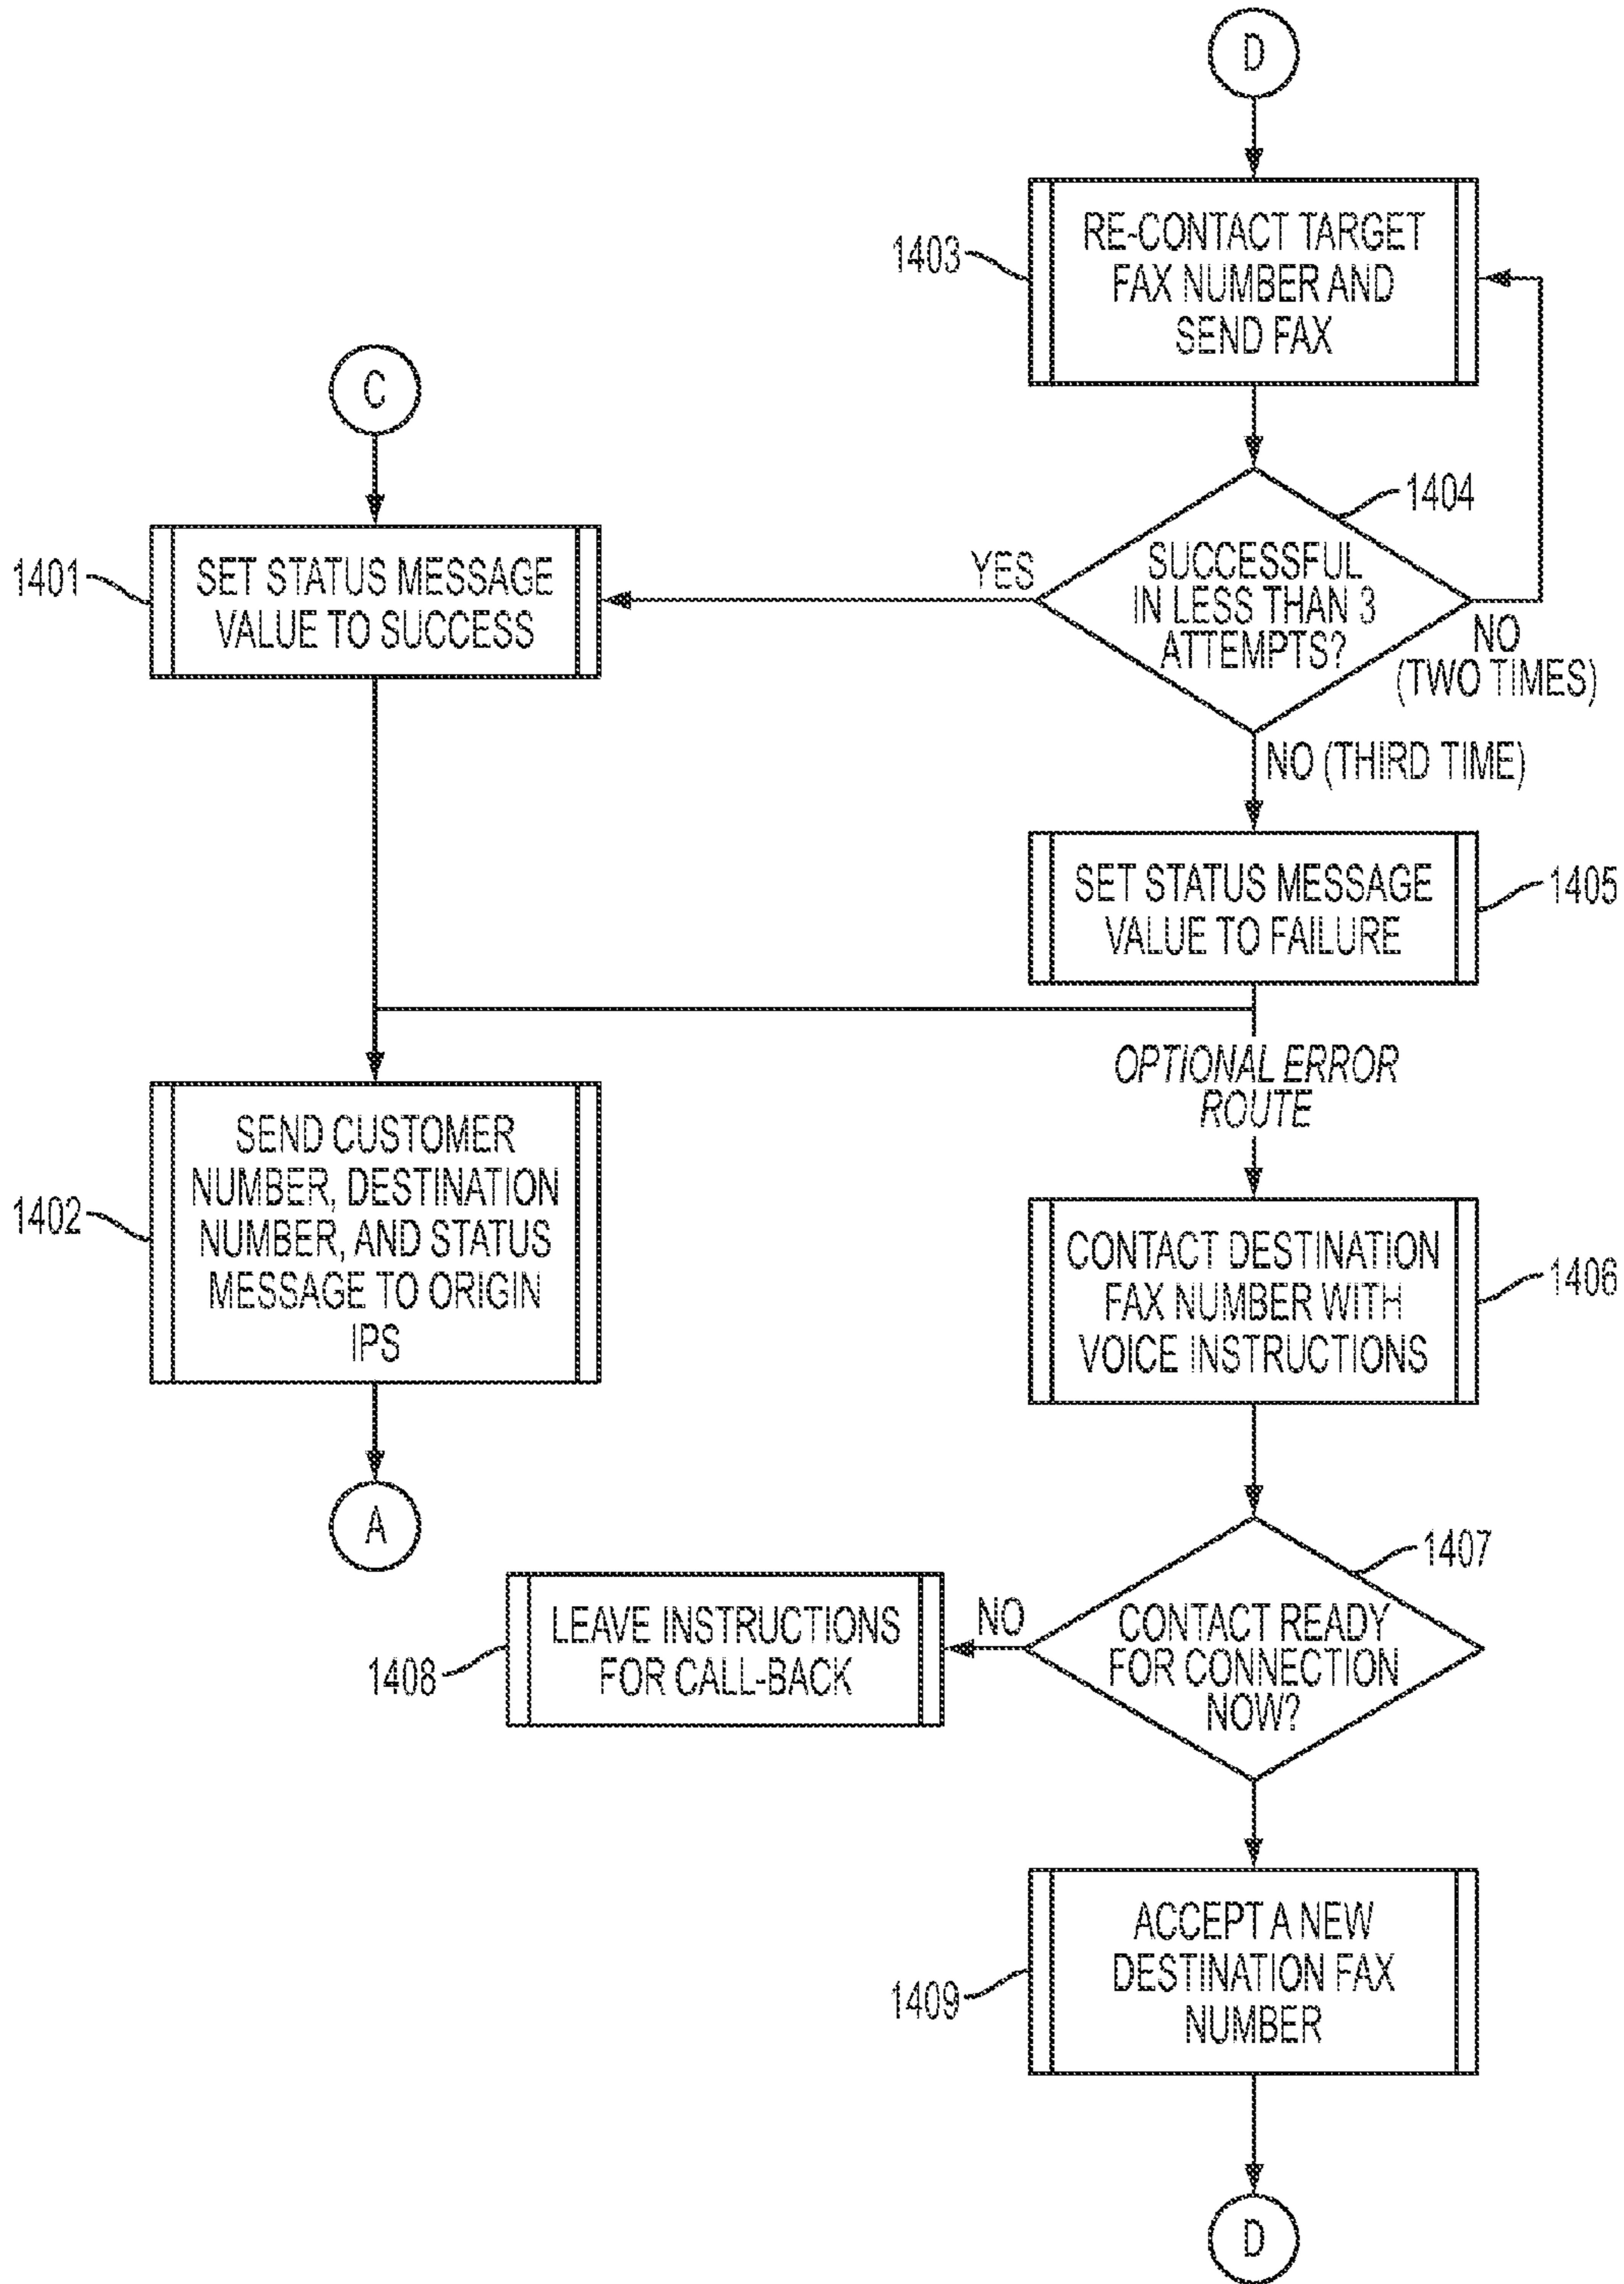 D
1403
RE-CONTACT TARGET
FAX NUMBER AND
SEND FAX
C
1404
1401
SET STATUS MESSAGE
VALUE TO SUCCESS
YES
SUCCESSFUL
IN LESS THAN 3
ATTEMPTS?
NO
(TWO TIMES)
NO (THIRD TIME)
SET STATUS MESSAGE
VALUE TO FAILURE
1405
OPTIONAL ERROR
ROUTE
1402
SEND CUSTOMER
NUMBER, DESTINATION
NUMBER, AND STATUS
MESSAGE TO ORIGIN
IPS
CONTACT DESTINATION
FAX NUMBER WITH
VOICE INSTRUCTIONS
1406
A
1407
1408
LEAVE INSTRUCTIONS
FOR CALL-BACK
NO
CONTACT READY
FOR CONNECTION
NOW?
1409
ACCEPT A NEW
DESTINATION FAX
NUMBER
D